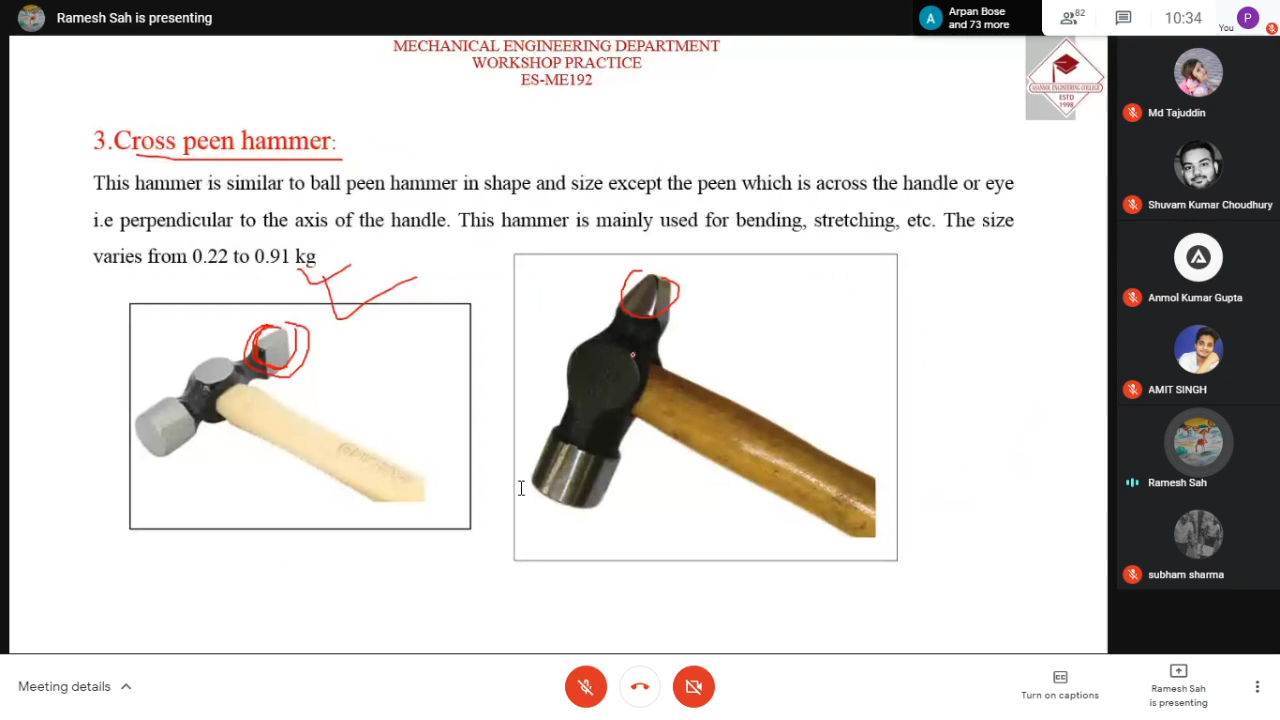 Ramesh Sah is presenting
Arpan Bose
and 73 more
82
10:34
A
You
P
MECHANICAL ENGINEERING DEPARTMENT
WORKSHOP PRACTICE
ES-ME192
ASANSOL ENGINEERING COLLEGE
ESTD
1998
3.Cross peen hammer:
This hammer is similar to ball peen hammer in shape and size except the peen which is across the handle or eye
i.e perpendicular to the axis of the handle. This hammer is mainly used for bending, stretching, etc. The size
varies from 0.22 to 0.91 kg
Md Tajuddin
Shuvam Kumar Choudhury
Anmol Kumar Gupta
AMIT SINGH
Ramesh Sah
subham sharma
Meeting details
CC
Turn on captions
Ramesh Sah
is presenting